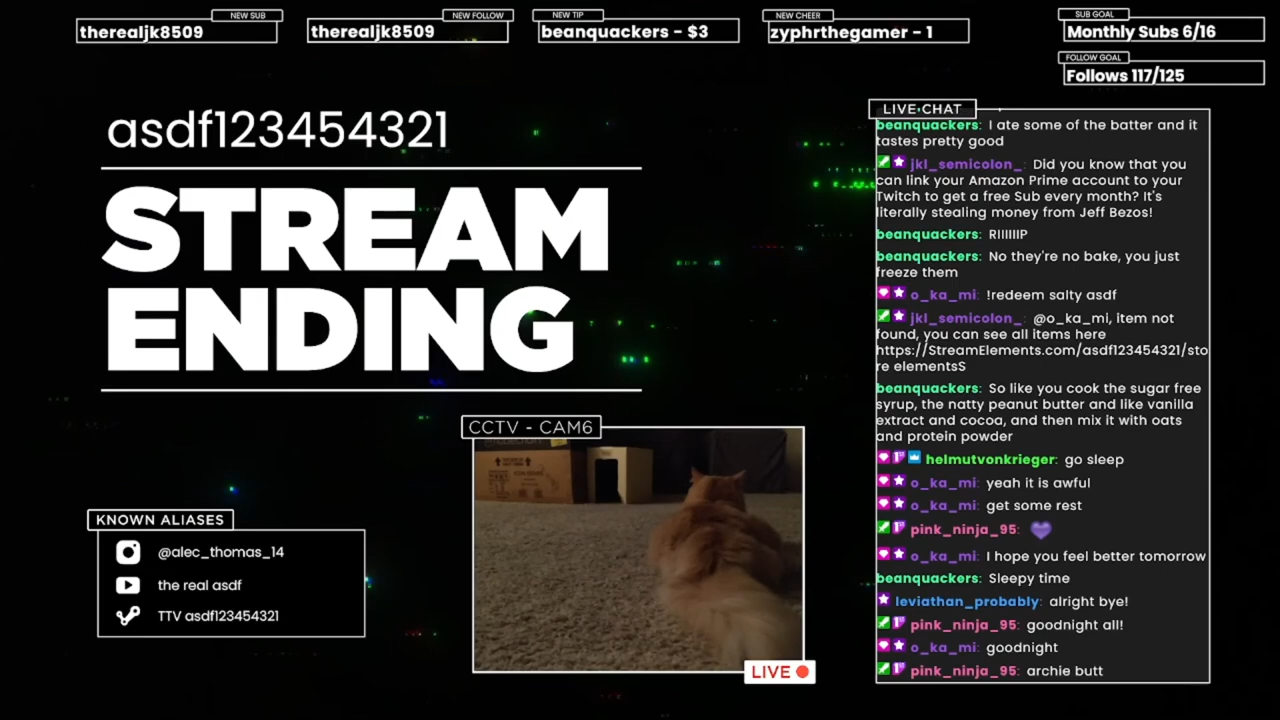 NEW SUB
therealjk8509
NEW FOLLOW
therealjk8509
NEW TIP
beanquackers - $3
NEW CHEER
zyphrthegamer - 1
SUB GOAL
Monthly Subs 6/16
FOLLOW GOAL
Follows 117/125
asdf123454321
STREAM
ENDING
KNOWN ALIASES
@alec_thomas_14
the real asdf
TTV asdf123454321
CCTV - CAM6
LIVE
LIVE CHAT
beanquackers: I ate some of the batter and it
tastes pretty good
jkl_semicolon_: Did you know that you
can link your Amazon Prime account to your
Twitch to get a free Sub every month? It's
literally stealing money from Jeff Bezos!
beanquackers: RIIIIIIP
beanquackers: No they're no bake, you just
freeze them
o_ka_mi: !redeem salty asdf
jkl_semicolon_: @o_ka_mi, item not
found, you can see all items here
https://StreamElements.com/asdf123454321/sto
re elementsS
beanquackers: So like you cook the sugar free
syrup, the natty peanut butter and like vanilla
extract and cocoa, and then mix it with oats
and protein powder
helmutvonkrieger: go sleep
o_ka_mi: yeah it is awful
o_ka_mi: get some rest
pink_ninja_95:
o_ka_mi: I hope you feel better tomorrow
beanquackers: Sleepy time
leviathan_probably: alright bye!
pink_ninja_95: goodnight all!
o_ka_mi: goodnight
pink_ninja_95: archie butt